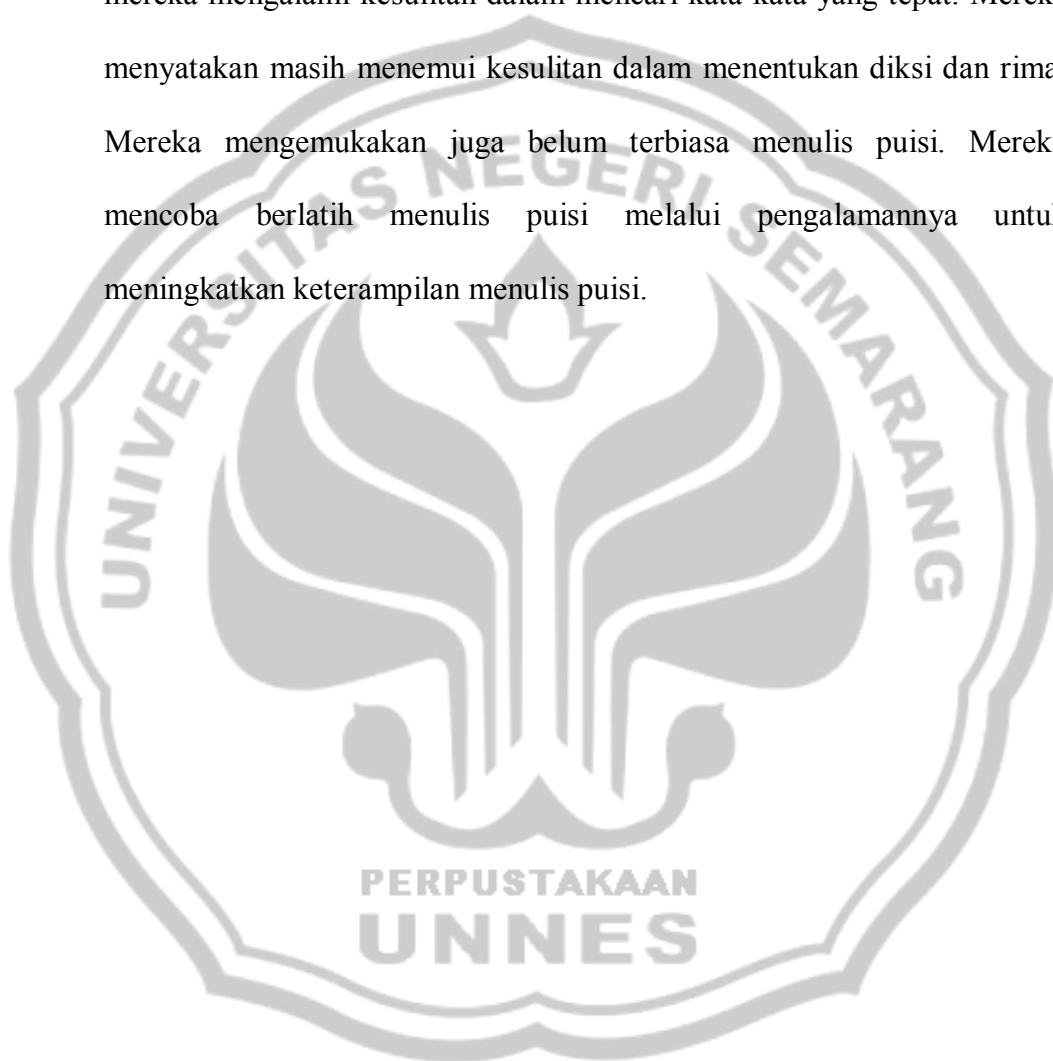 mereka mengalami kesulitan dalam mencari kata-kata yang tepat. Mereka
menyatakan masih menemui kesulitan dalam menentukan diksi dan rima
Mereka mengemukakan juga belum terbiasa menulis puisi. Mereka
mencoba berlatih menulis puisi melalui pengalamannya untuk
meningkatkan keterampilan menulis puisi.
UNIVERSITAS NEGERI SEMARANG
PERPUSTAKAAN
UNNES